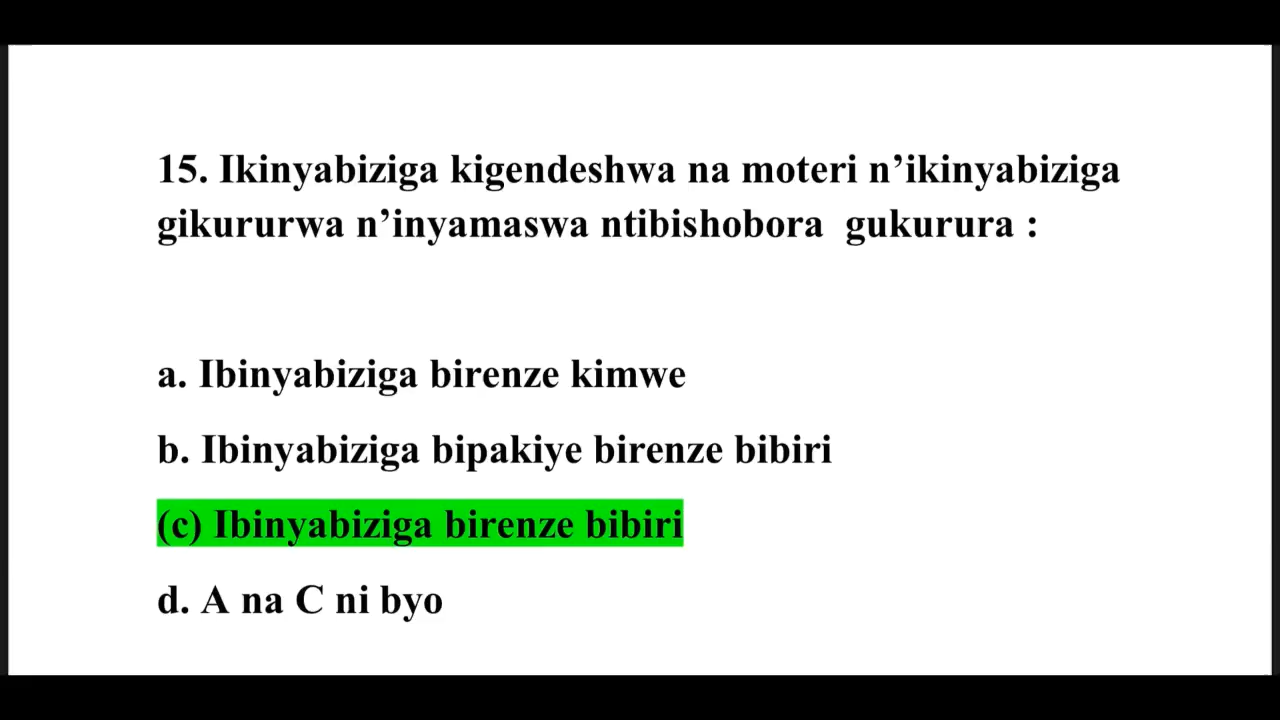 15. Ikinyabiziga kigendeshwa na moteri n’ikinyabiziga
gikururwa n’inyamaswa ntibishobora gukurura :
a. Ibinyabiziga birenze kimwe
b. Ibinyabiziga bipakiye birenze bibiri
(c) Ibinyabiziga birenze bibiri
d. A na C ni byo